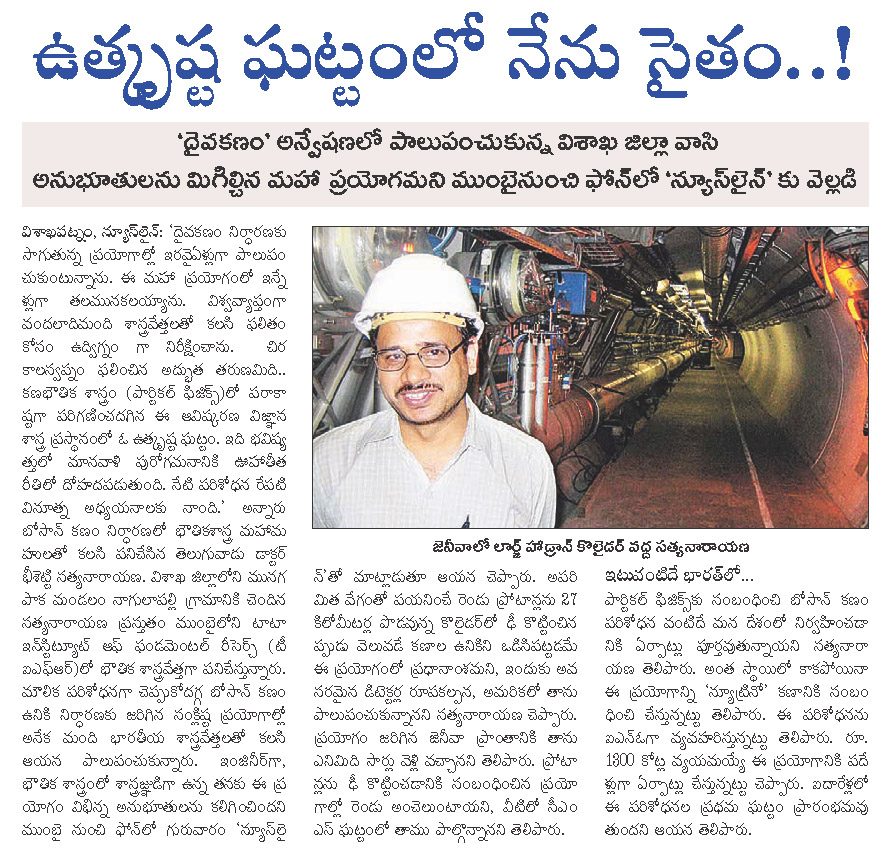 ఉత్కృష్ట ఘట్టంలో నేను సైతం..!
‘దైవకణం’ అన్వేషణలో పాలుపంచుకున్న విశాఖ జిల్లా వాసి
అనుభూతులను మిగిల్చిన మహా ప్రయోగమని ముంబైనుంచి ఫోన్‌లో ‘న్యూస్‌లైన్’ కు వెల్లడి
విశాఖపట్నం, న్యూస్‌లైన్: ‘దైవకణం నిర్ధారణకు
సాగుతున్న ప్రయోగాల్లో ఇరవైఏళ్లుగా పాలుపం
చుకుంటున్నాను. ఈ మహా ప్రయోగంలో ఇన్నే
ళ్లుగా తలమునకలయ్యాను. విశ్వవ్యాప్తంగా
వందలాదిమంది శాస్త్రవేత్తలతో కలసి ఫలితం
కోసం ఉద్విగ్నం గా నిరీక్షించాను. చిర
కాలస్వప్నం ఫలించిన అద్భుత తరుణమిది..
కణభౌతిక శాస్త్రం (పార్టికల్ ఫిజిక్స్)లో పరాకా
ష్టగా పరిగణించదగిన ఈ ఆవిష్కరణ విజ్ఞాన
శాస్త్ర ప్రస్థానంలో ఓ ఉత్కృష్ట ఘట్టం. ఇది భవిష్య
త్తులో మానవాళి పురోగమనానికి ఊహాతీత
రీతిలో దోహదపడుతుంది. నేటి పరిశోధన రేపటి
వినూత్న అధ్యయనాలకు నాంది.’ అన్నారు
బోసాన్ కణం నిర్ధారణలో భౌతికశాస్త్ర మహామ
హులతో కలసి పనిచేసిన తెలుగువాడు డాక్టర్
భీశెట్టి సత్యనారాయణ. విశాఖ జిల్లాలోని మునగ
పాక మండలం నాగులాపల్లి గ్రామానికి చెందిన
సత్యనారాయణ ప్రస్తుతం ముంబైలోని టాటా
ఇన్‌స్టిట్యూట్ ఆఫ్ ఫండమెంటల్ రీసెర్చ్ (టీ
ఐఎఫ్ఆర్)లో భౌతిక శాస్త్రవేత్తగా పనిచేస్తున్నారు.
మౌలిక పరిశోధనగా చెప్పుకోదగ్గ బోసాన్ కణం
ఉనికి నిర్ధారణకు జరిగిన సంక్లిష్ట ప్రయోగాల్లో
అనేక మంది భారతీయ శాస్త్రవేత్తలతో కలసి
ఆయన పాలుపంచుకున్నారు. ఇంజినీర్‌గా,
భౌతిక శాస్త్రంలో శాస్త్రజ్ఞుడిగా ఉన్న తనకు ఈ ప్ర
యోగం విభిన్న అనుభూతులను కలిగించిందని
ముంబై నుంచి ఫోన్‌లో గురువారం ‘న్యూస్‌లై
జెనీవాలో లార్జ్ హాడ్రాన్ కొలైడర్ వద్ద సత్యనారాయణ
న్’తో మాట్లాడుతూ ఆయన చెప్పారు. అపరి
మిత వేగంతో పయనించే రెండు ప్రోటాన్లను 27
కిలోమీటర్ల పొడవున్న కొలైడర్‌లో ఢీ కొట్టించిన
ప్పుడు వెలువడే కణాల ఉనికిని ఒడిసిపట్టడమే
ఈ ప్రయోగంలో ప్రధానాంశమని, ఇందుకు అవ
సరమైన డిటెక్టర్ల రూపకల్పన, అమరికలో తాను
పాలుపంచుకున్నానని సత్యనారాయణ చెప్పారు.
ప్రయోగం జరిగిన జెనీవా ప్రాంతానికి తాను
ఎనిమిది సార్లు వెళ్లి వచ్చానని తెలిపారు. ప్రోటా
న్లను ఢీ కొట్టించడానికి సంబంధించిన ప్రయో
గాల్లో రెండు అంచెలుంటాయని, వీటిలో సీఎం
ఎస్ ఘట్టంలో తాము పాల్గొన్నానని తెలిపారు.
ఇటువంటిదే భారత్‌లో...
పార్టికల్ ఫిజిక్స్‌కు సంబంధించి బోసాన్ కణం
పరిశోధన వంటిదే మన దేశంలో నిర్వహించడా
నికి ఏర్పాట్లు పూర్తవుతున్నాయని సత్యనారా
యణ తెలిపారు. అంత స్థాయిలో కాకపోయినా
ఈ ప్రయోగాన్ని ‘న్యూట్రినో’ కణానికి సంబం
ధించి చేస్తున్నట్టు తెలిపారు. ఈ పరిశోధనను
ఐఎన్ఓగా వ్యవహరిస్తున్నట్టు తెలిపారు. రూ.
1300 కోట్ల వ్యయమయ్యే ఈ ప్రయోగానికి పదే
ళ్లుగా ఏర్పాట్లు చేస్తున్నట్టు చెప్పారు. ఐదారేళ్లలో
ఈ పరిశోధనల ప్రథమ ఘట్టం ప్రారంభమవు
తుందని ఆయన తెలిపారు.